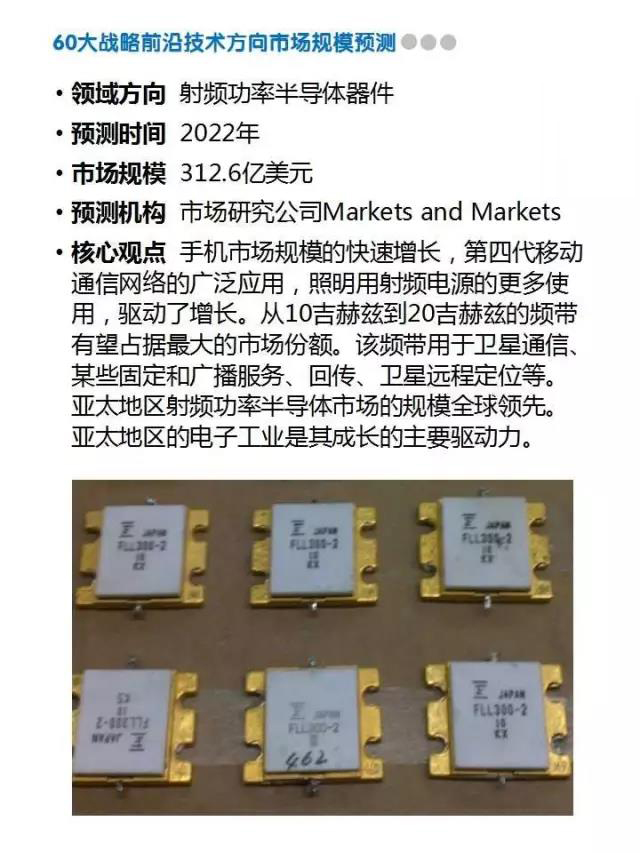 60大战略前沿技术方向市场规模预测
• 领域方向 射频功率半导体器件
• 预测时间 2022年
• 市场规模 312.6亿美元
• 预测机构 市场研究公司Markets and Markets
• 核心观点 手机市场规模的快速增长，第四代移动
通信网络的广泛应用，照明用射频电源的更多使
用，驱动了增长。从10吉赫兹到20吉赫兹的频带
有望占据最大的市场份额。该频带用于卫星通信、
某些固定和广播服务、回传、卫星远程定位等。
亚太地区射频功率半导体市场的规模全球领先。
亚太地区的电子工业是其成长的主要驱动力。
JAPAN
FLL300-2
10
KX
JAPAN
FLL300-2
10
KX
JAPAN
FLL300-2
10
KX
JAPAN
FLL300-2
10
KS
JAPAN
FLL300-2
462
JAPAN
FLL300-2
10
KX